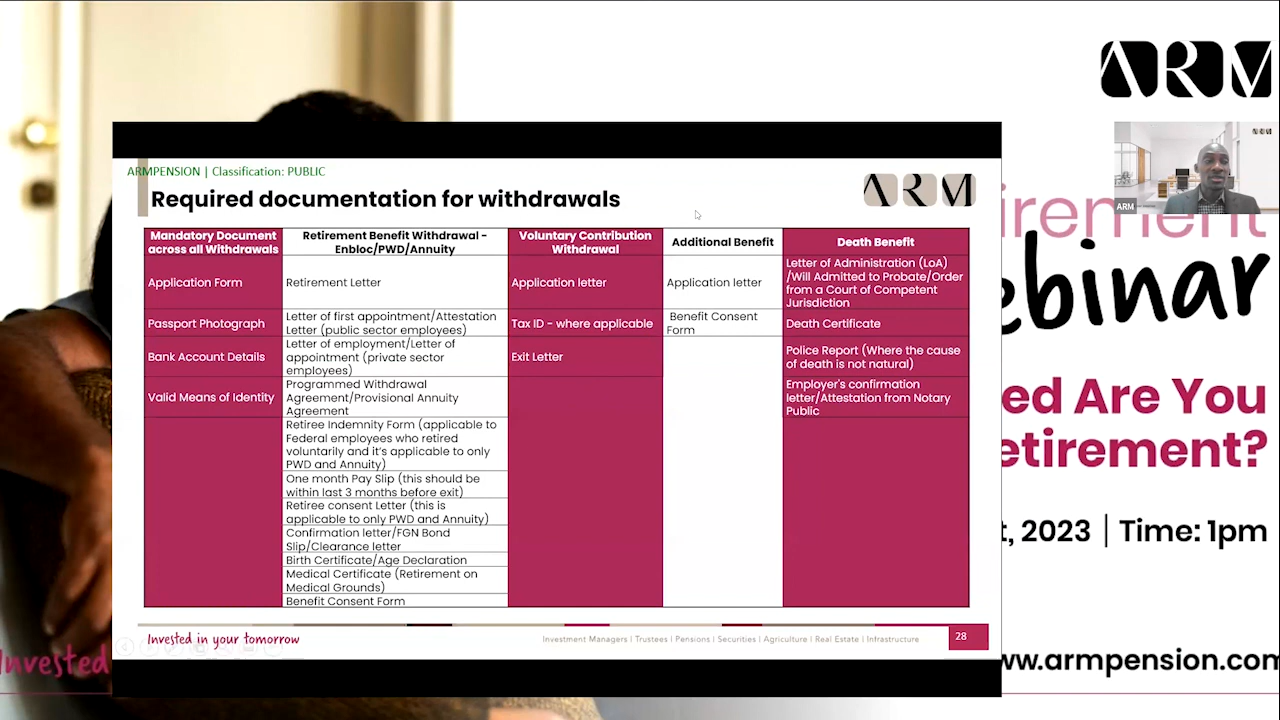 ARM
ARM
ARMPENSION | Classification: PUBLIC
Required documentation for withdrawals
ARM
Mandatory Document
across all Withdrawals
Application Form
Passport Photograph
Bank Account Details
Valid Means of Identity
Retirement Benefit Withdrawal -
Enbloc/PWD/Annuity
Retirement Letter
Letter of first appointment/Attestation
Letter (public sector employees)
Letter of employment/Letter of
appointment (private sector
employees)
Programmed Withdrawal
Agreement/Provisional Annuity
Agreement
Retiree Indemnity Form (applicable to
Federal employees who retired
voluntarily and it's applicable to only
PWD and Annuity)
One month Pay Slip (this should be
within last 3 months before exit)
Retiree consent Letter (this is
applicable to only PWD and Annuity)
Confirmation letter/FGN Bond
Slip/Clearance letter
Birth Certificate/Age Declaration
Medical Certificate (Retirement on
Medical Grounds)
Benefit Consent Form
Voluntary Contribution
Withdrawal
Application letter
Tax ID - where applicable
Exit Letter
Additional Benefit
Application letter
Benefit Consent
Form
Death Benefit
Letter of Administration (LoA)
/Will Admitted to Probate/Order
from a Court of Competent
Jurisdiction
Death Certificate
Police Report (Where the cause
of death is not natural)
Employer's confirmation
letter/Attestation from Notary
Public
Invested in your tomorrow
Investment Managers | Trustees | Pensions | Securities | Agriculture | Real Estate | Infrastructure
28
irement
ebinar
ed Are You
etirement?
t, 2023 | Time: 1pm
ww.armpension.com
Invested